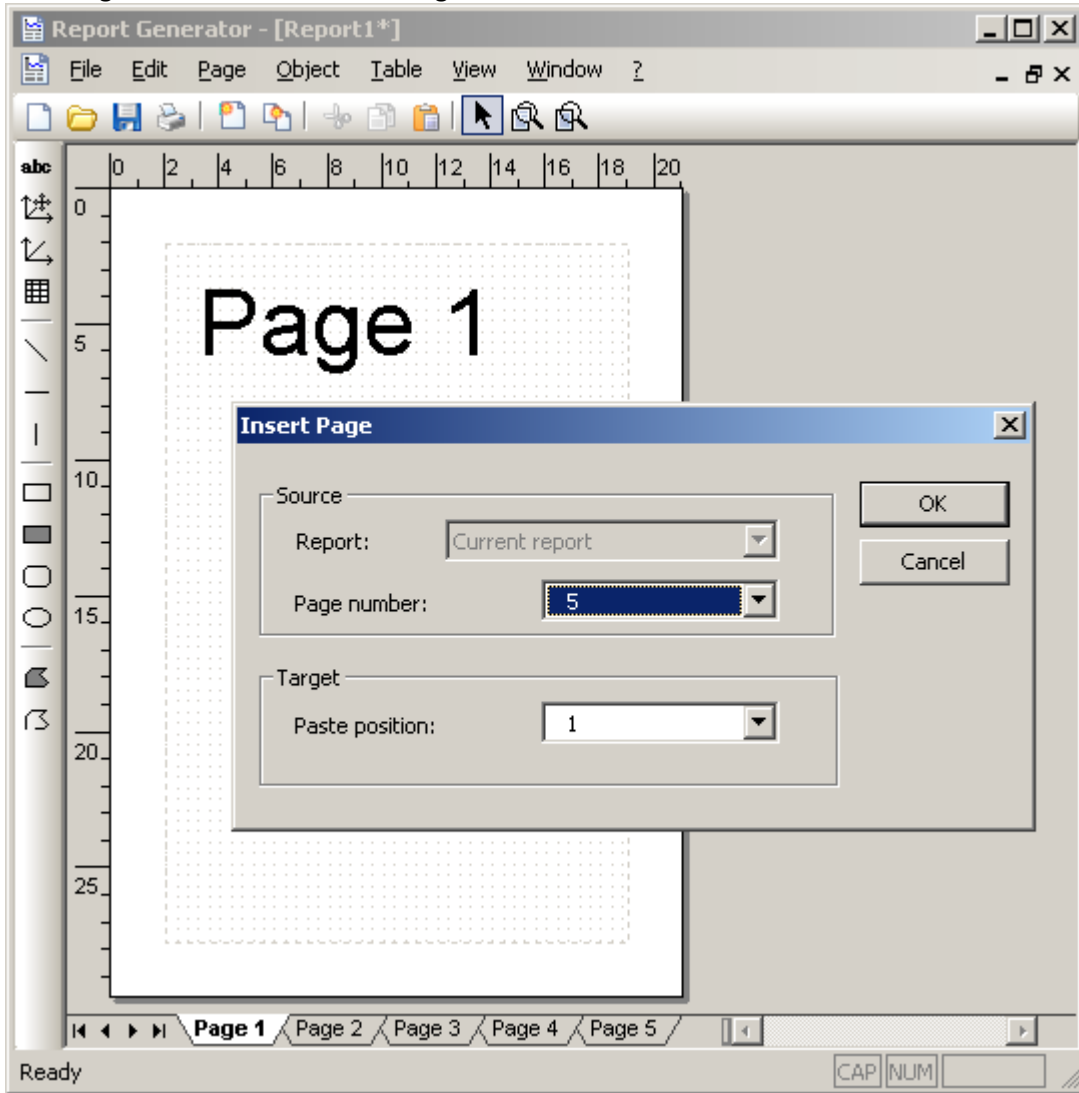 Report Generator - [Report1*]
File Edit Page Object Table View Window ?
abc
0 2 4 6 8 10 12 14 16 18 20
0
5
10
15
20
25
Page 1
Insert Page
Source
Report: Current report
Page number: 5
Target
Paste position: 1
OK
Cancel
Page 1 Page 2 Page 3 Page 4 Page 5
Ready CAP NUM